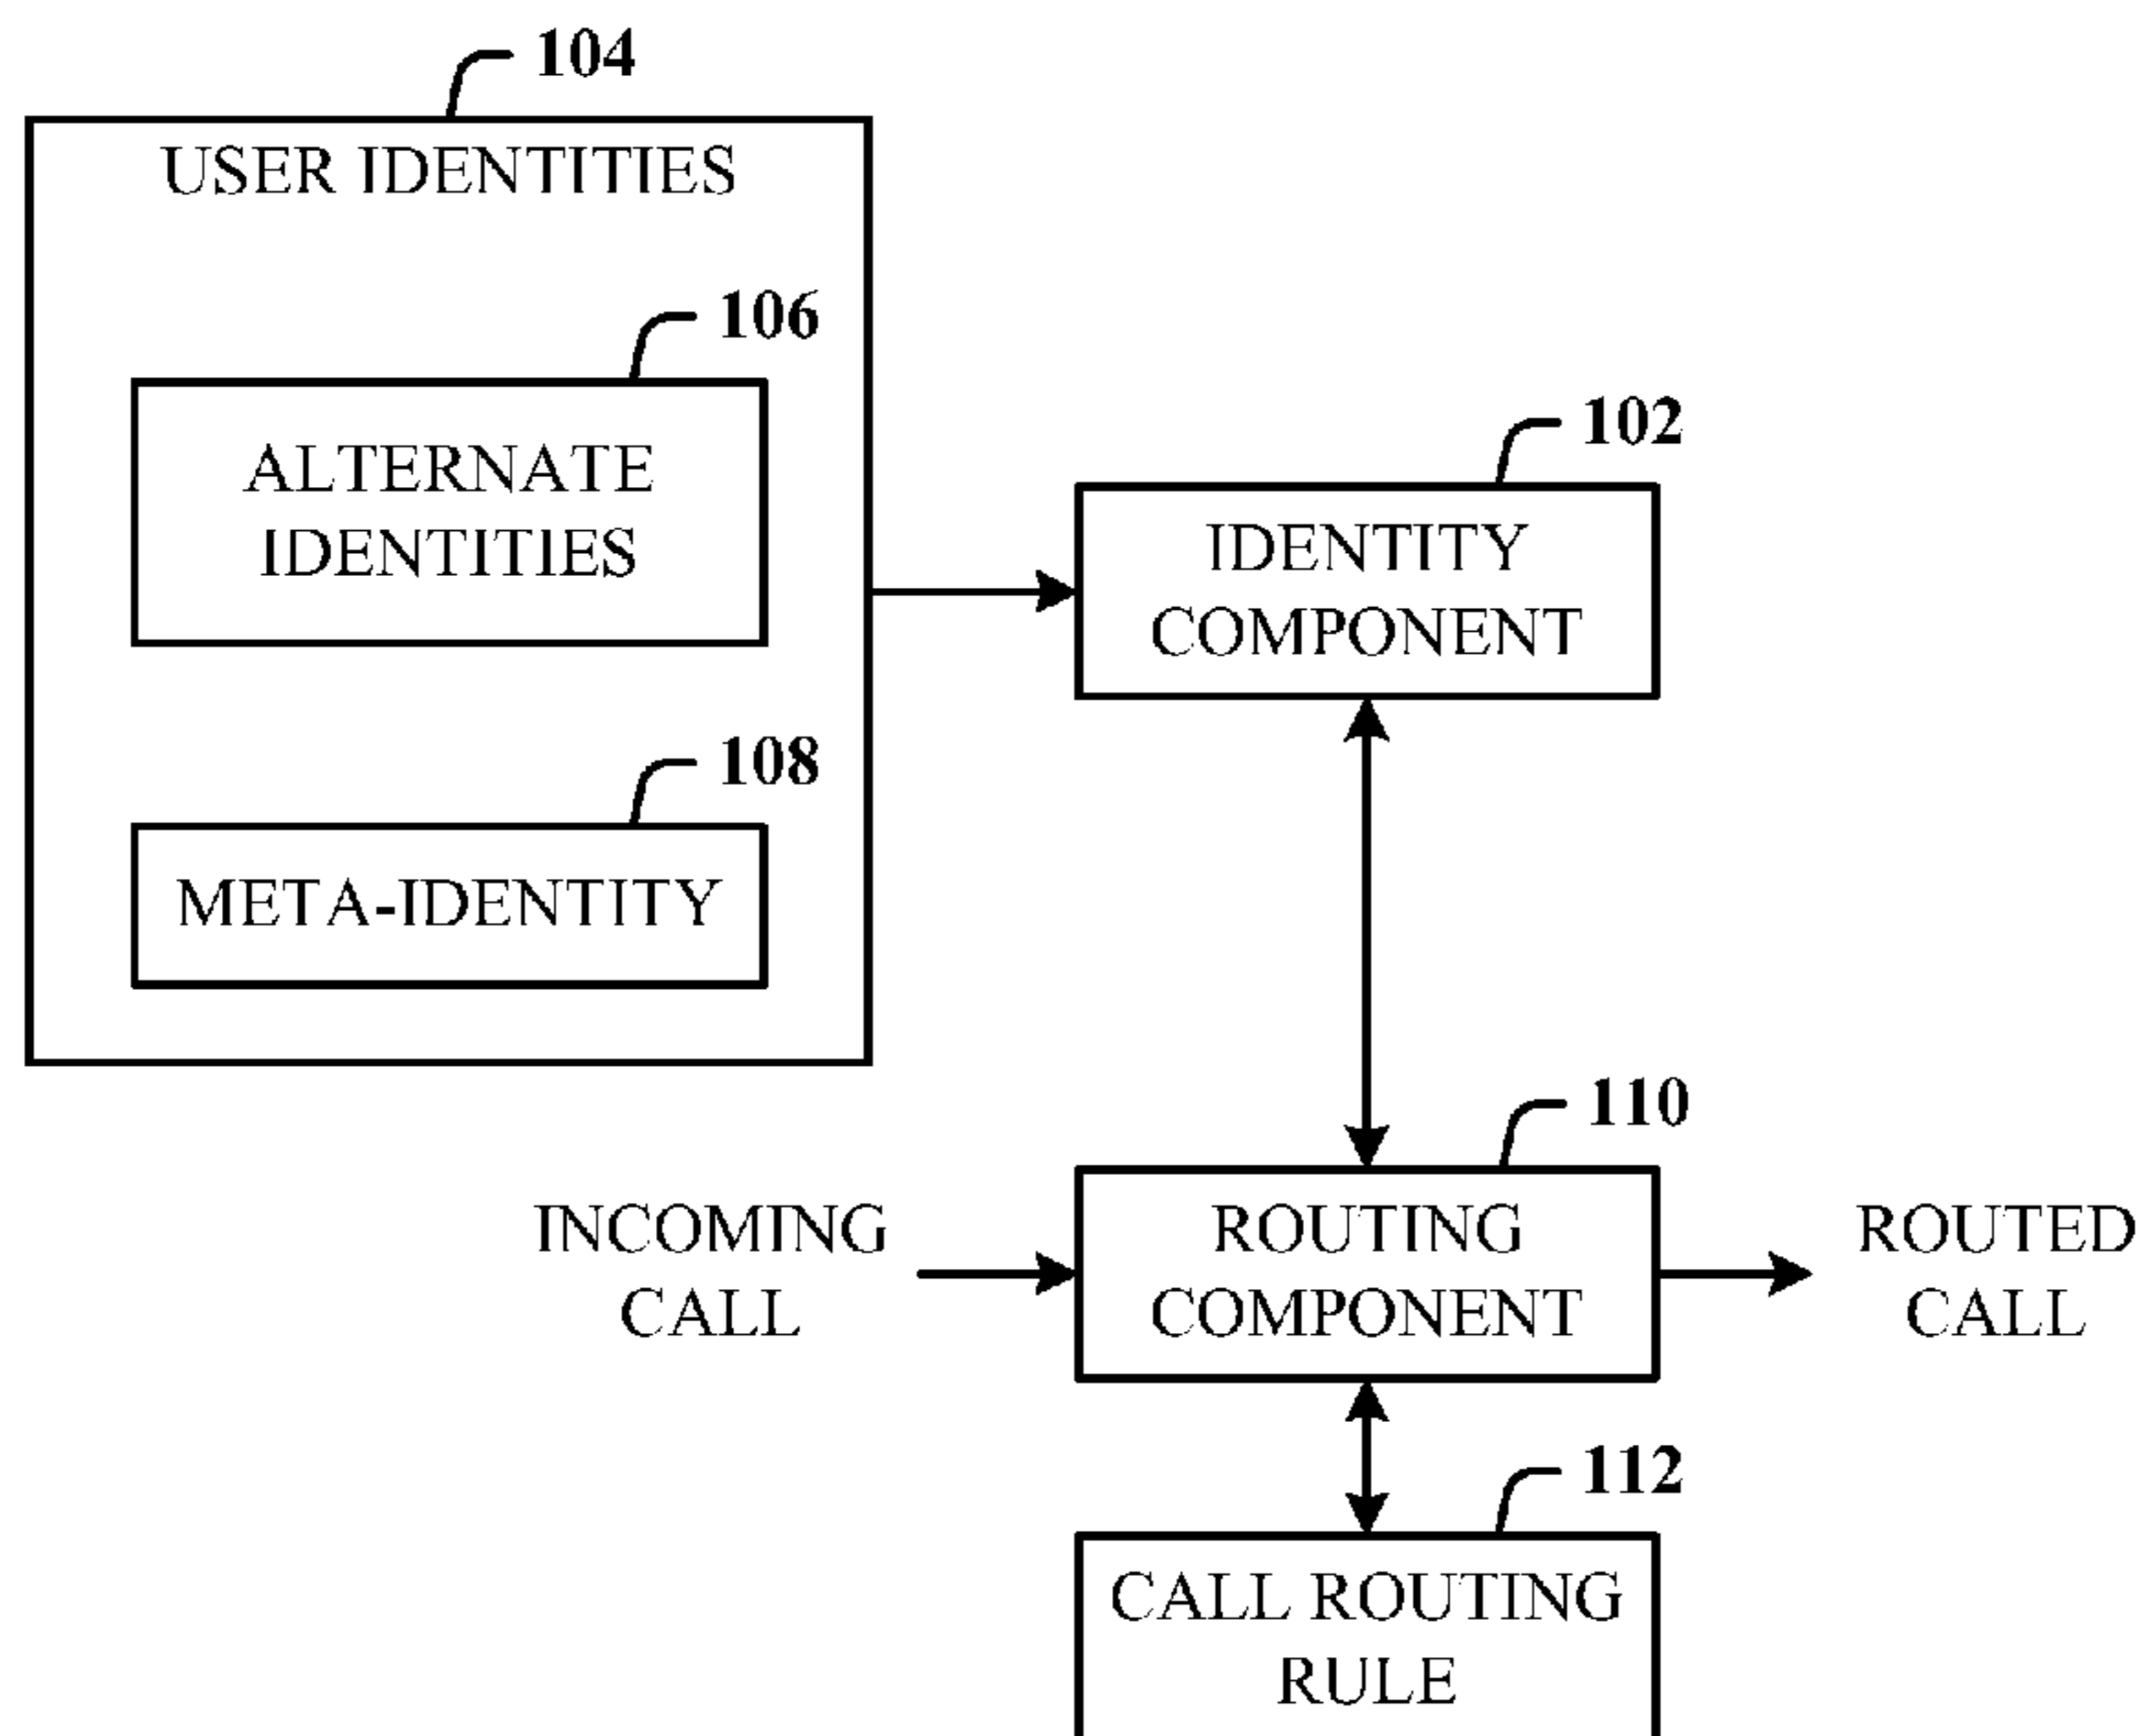 104
USER IDENTITIES
106
ALTERNATE
IDENTITIES
108
META-IDENTITY
102
IDENTITY
COMPONENT
110
INCOMING
CALL
ROUTING
COMPONENT
ROUTED
CALL
112
CALL ROUTING
RULE